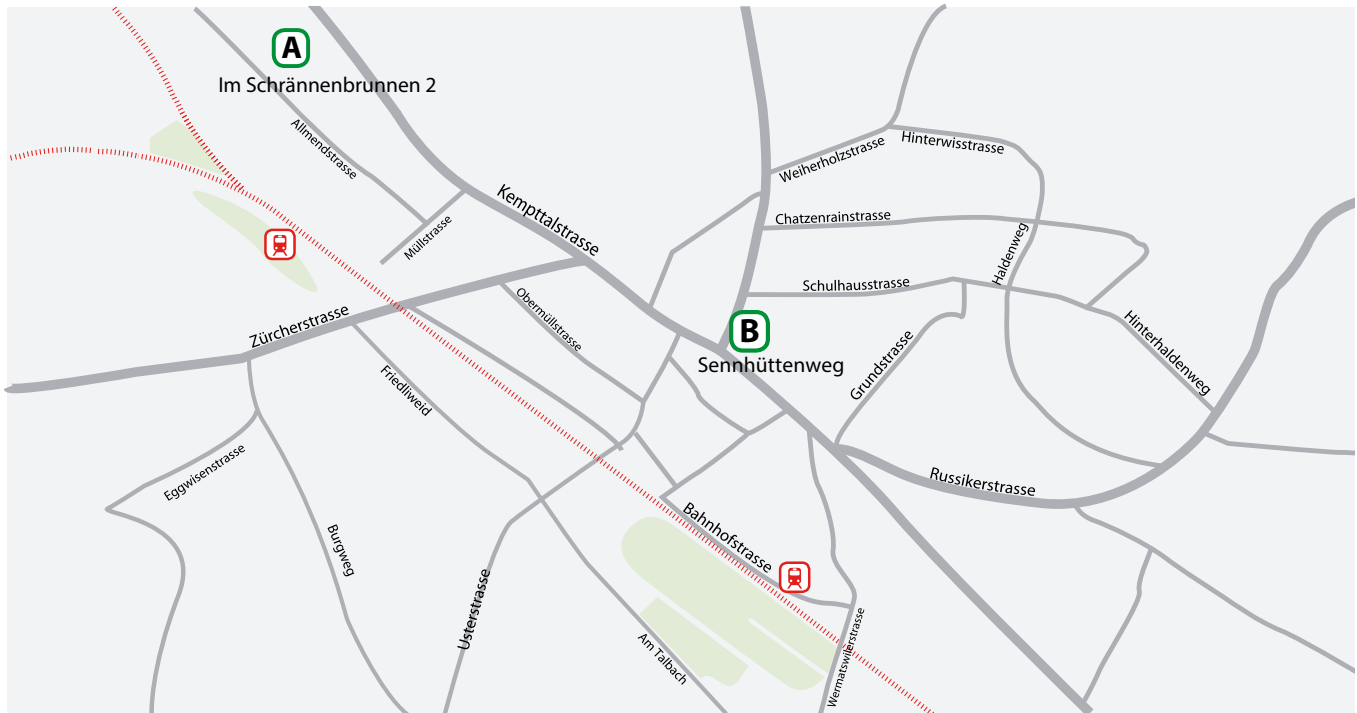 A
Im Schrännenbrunnen 2
Allmendstrasse
Müllstrasse
Kempttalstrasse
Weiherholzstrasse
Hinterwisstrasse
Chatzenrainstrasse
Haldenweg
Schulhausstrasse
Zürcherstrasse
Obermüllstrasse
B
Sennhüttenweg
Grundstrasse
Hinterhaldenweg
Friedliweid
Eggwisenstrasse
Russikerstrasse
Burgweg
Bahnhofstrasse
Usterstrasse
Am Talbach
Wermatswilerstrasse